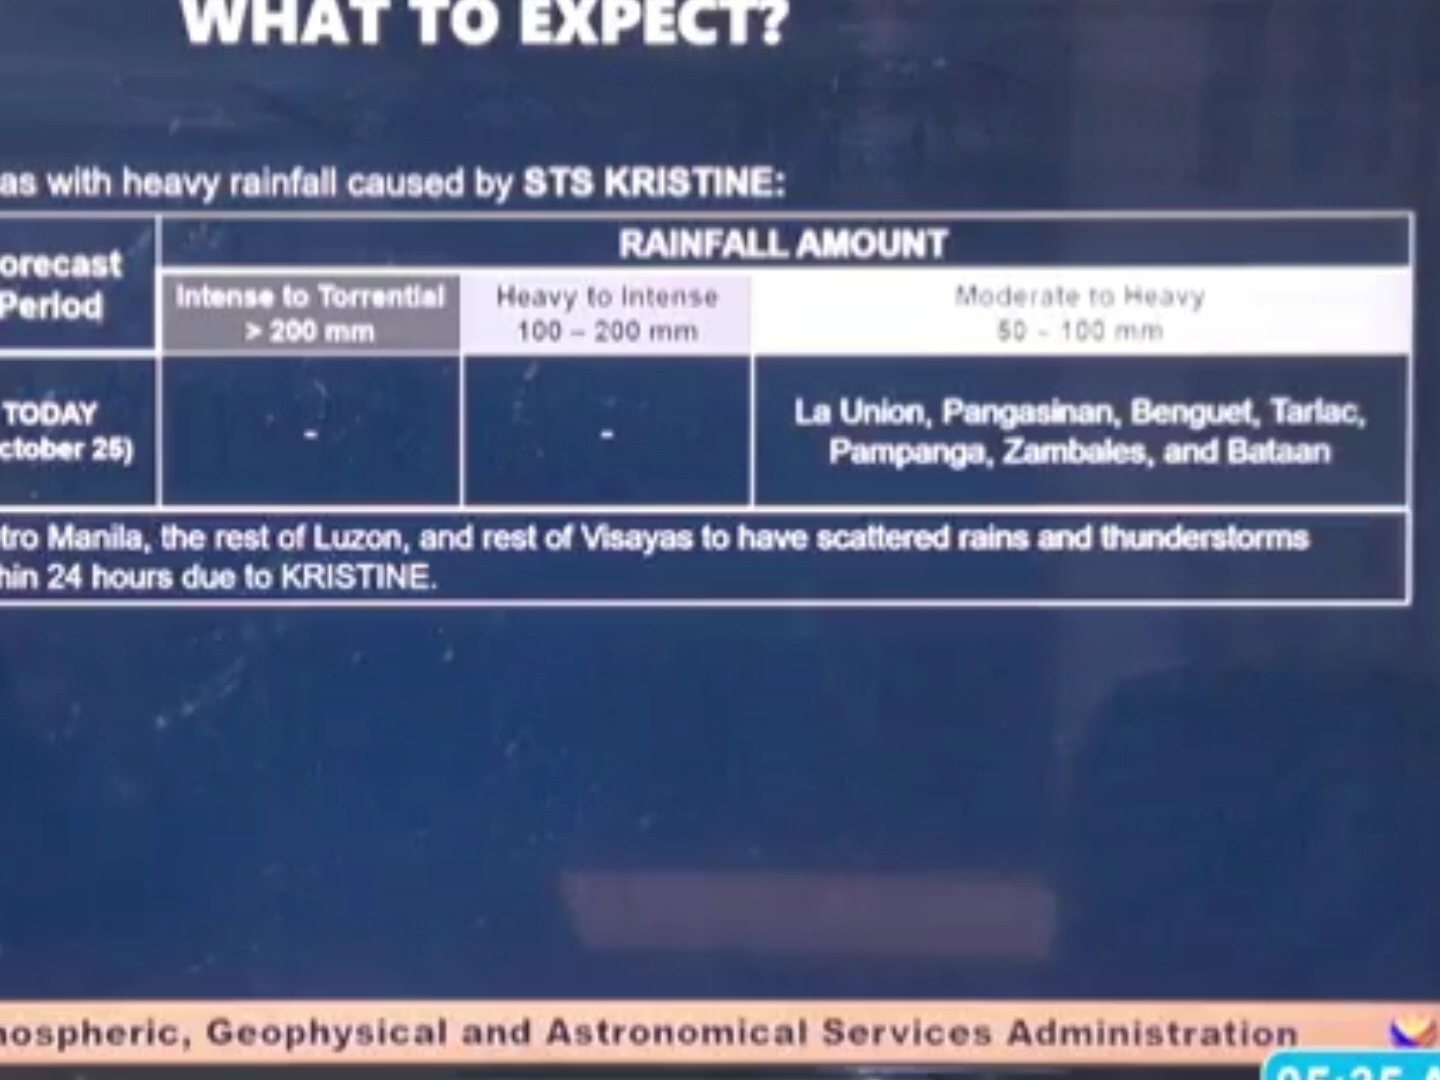 WHAT TO EXPECT?
as with heavy rainfall caused by STS KRISTINE:
orecast
Period
RAINFALL AMOUNT
Intense to Torrential
> 200 mm
Heavy to Intense
100 – 200 mm
Moderate to Heavy
50 – 100 mm
TODAY
ctober 25)
-
-
La Union, Pangasinan, Benguet, Tarlac,
Pampanga, Zambales, and Bataan
tro Manila, the rest of Luzon, and rest of Visayas to have scattered rains and thunderstorms
hin 24 hours due to KRISTINE.
nospheric, Geophysical and Astronomical Services Administration